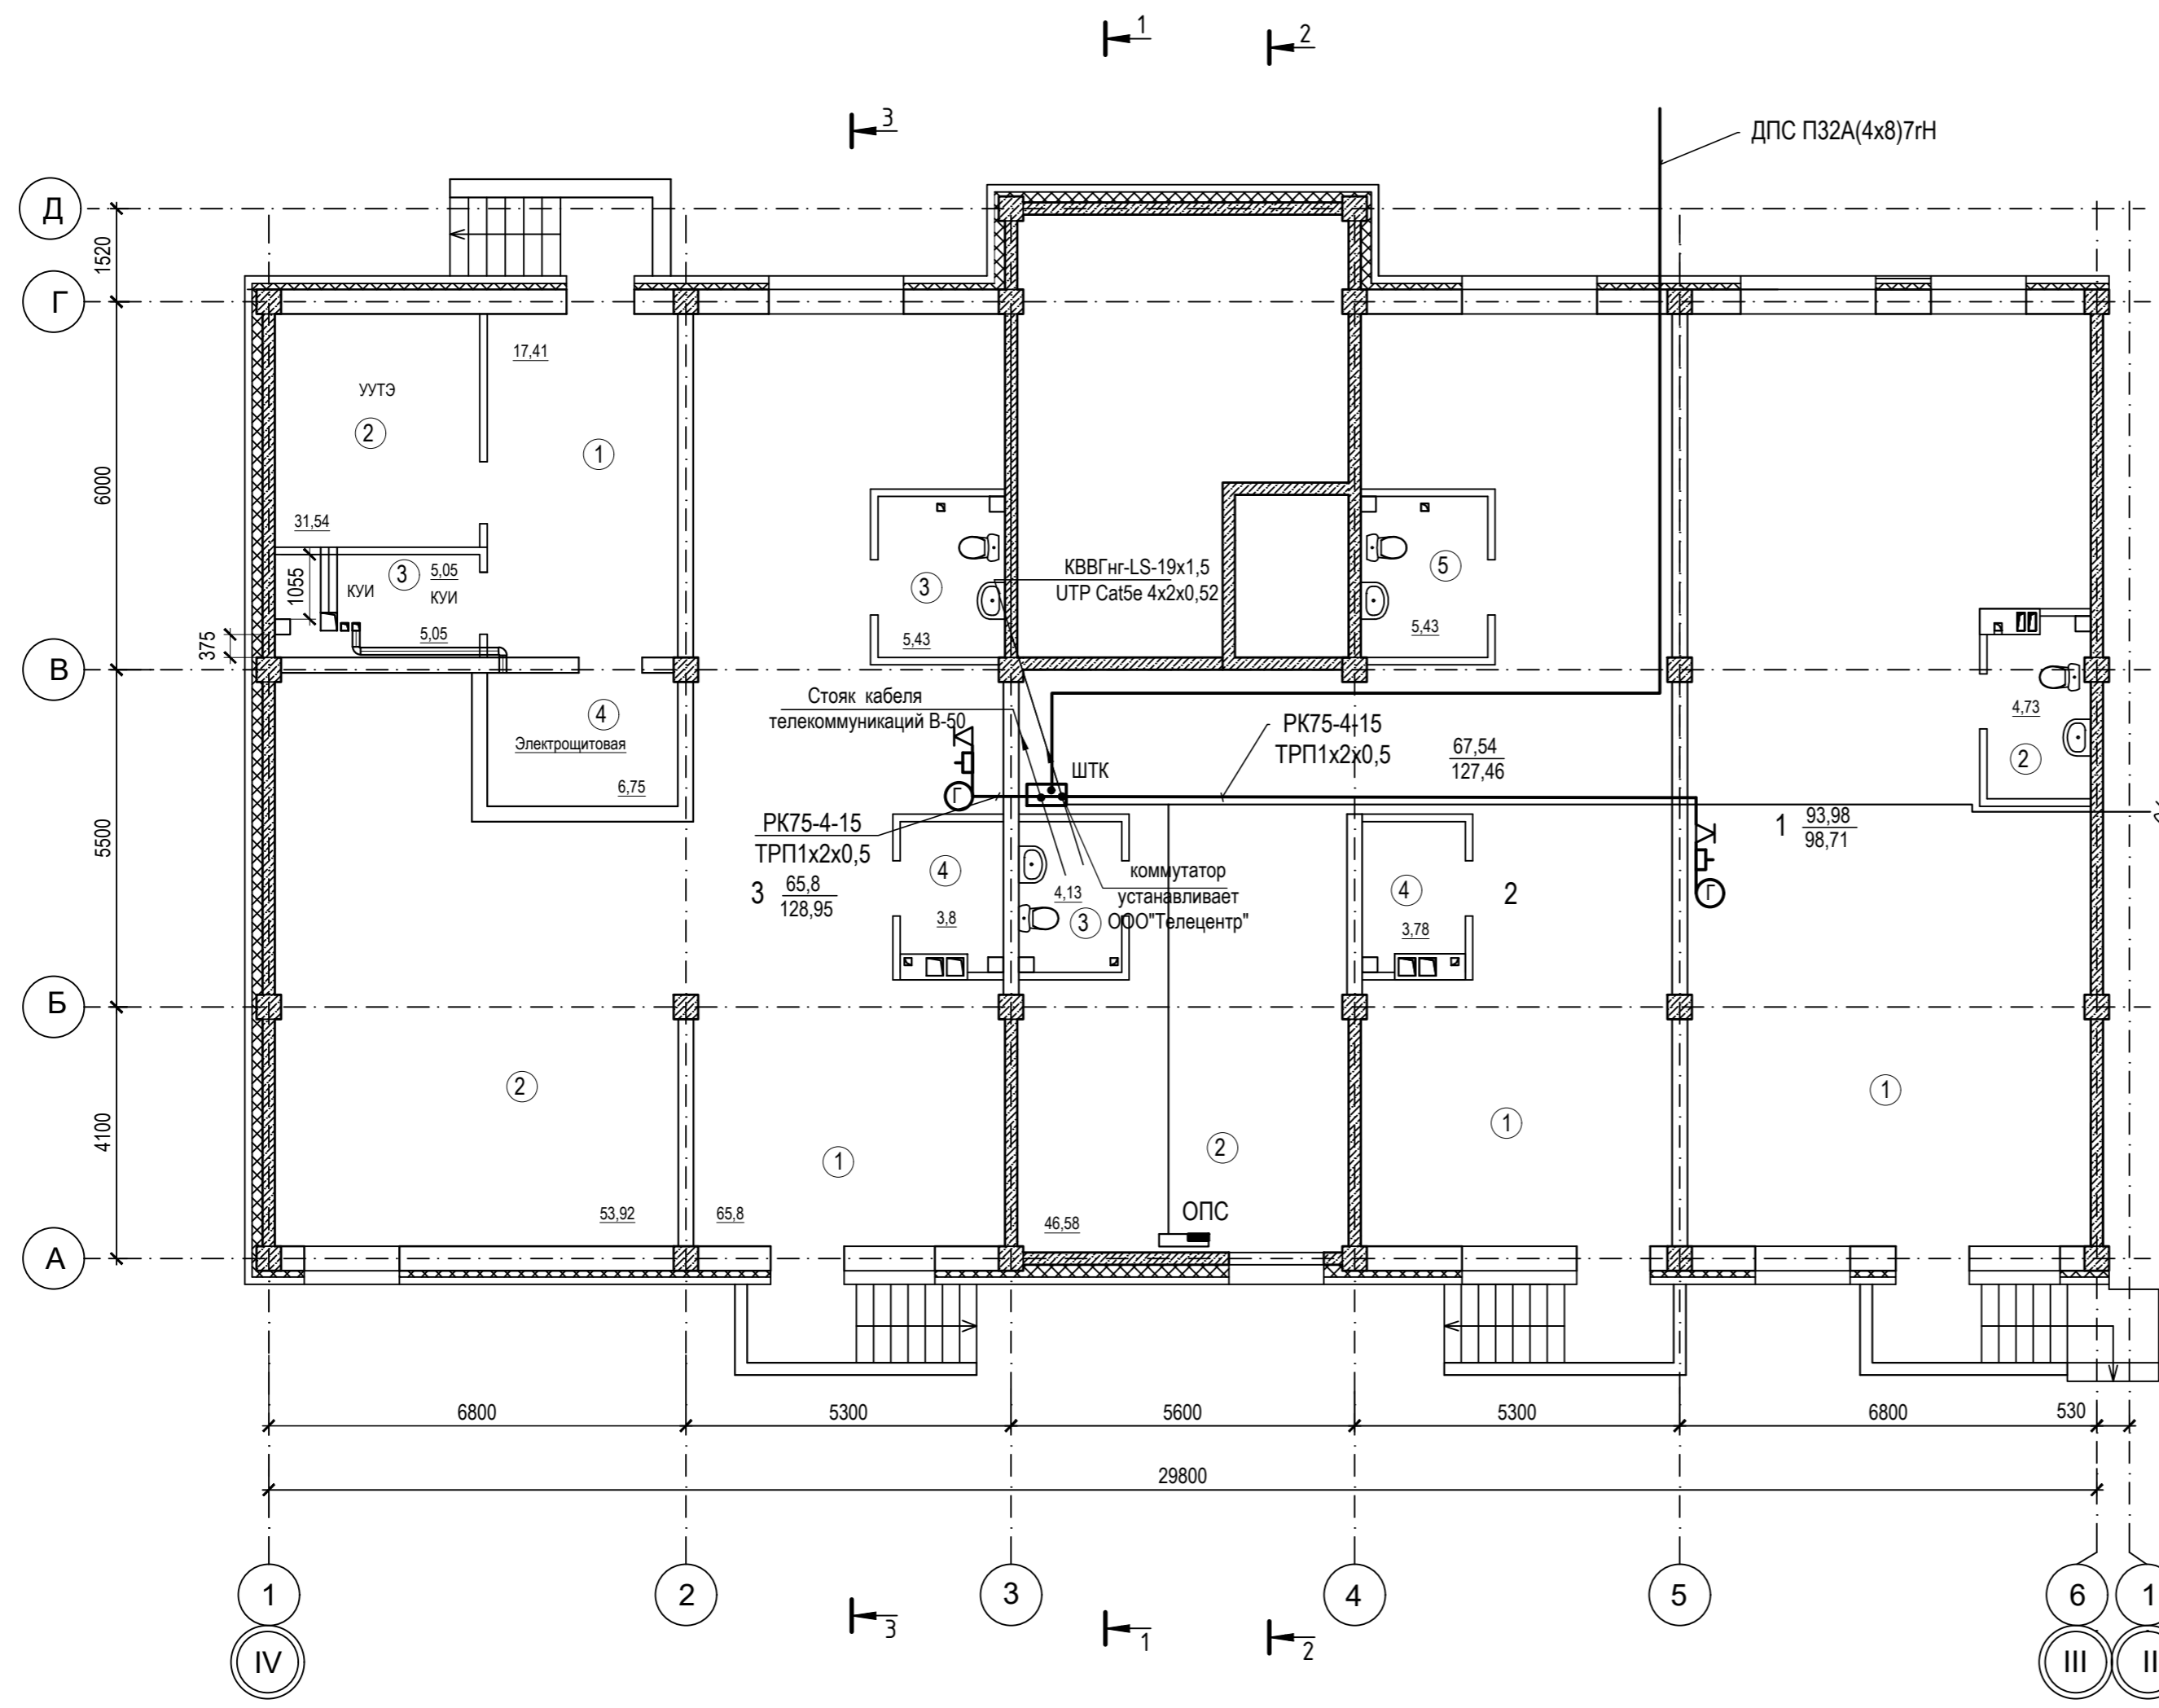 1
2
3
ДПС П32А(4х8)7гН
Д
1520
Г
17,41
УУТЭ
2
1
6000
31,54
КВВГнг-LS-19х1,5
UTP Cat5e 4х2х0,52
5
3
5,05
КУИ
КУИ
3
1055
5,05
5,43
5,43
375
В
Стояк кабеля
телекоммуникаций В-50
4
Электрощитовая
6,75
РК75-4-15
ТРП1х2х0,5
67,54
127,46
4,73
2
ШТК
Г
5500
РК75-4-15
ТРП1х2х0,5
3
65,8
128,95
1
93,98
98,71
4
3,8
4,13
3
коммутатор
устанавливает
ООО"Телецентр"
4
3,78
2
Г
Б
2
1
1
1
2
4100
53,92
65,8
46,58
ОПС
А
6800
5300
5600
5300
6800
530
29800
1
2
3
4
5
6
1
IV
3
1
2
III
II